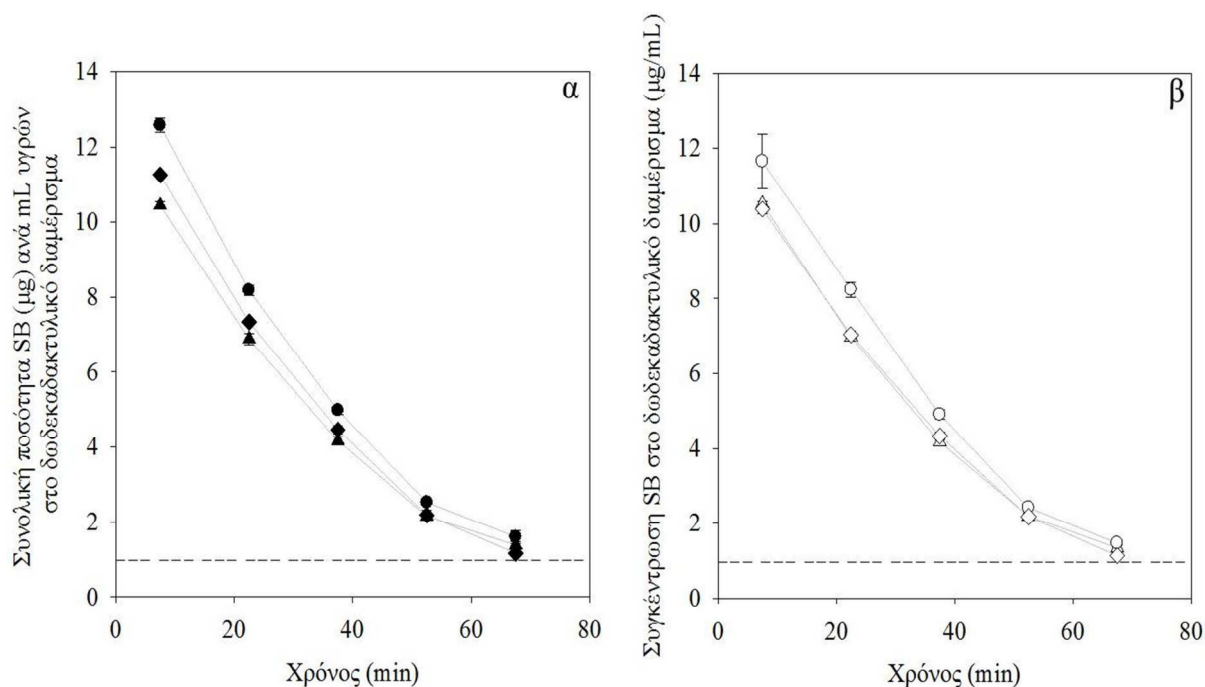 Συνολική ποσότητα SB (μg) ανά mL υγρών
στο δωδεκαδακτυλικό διαμέρισμα
14
12
10
8
6
4
2
0
α
0 20 40 60 80
Χρόνος (min)
Συγκέντρωση SB στο δωδεκαδακτυλικό διαμέρισμα (μg/mL)
14
12
10
8
6
4
2
0
β
0 20 40 60 80
Χρόνος (min)